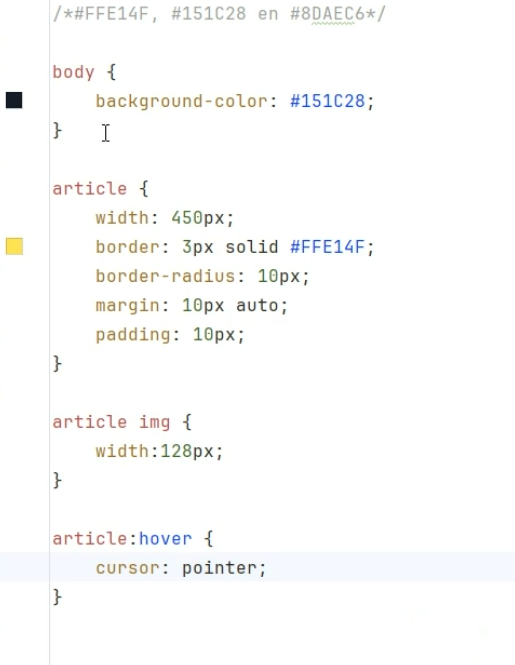 /*#FFE14F, #151C28 en #8DAEC6*/
body {
background-color: #151C28;
}
article {
width: 450px;
border: 3px solid #FFE14F;
border-radius: 10px;
margin: 10px auto;
padding: 10px;
}
article img {
width:128px;
}
article:hover {
cursor: pointer;
}